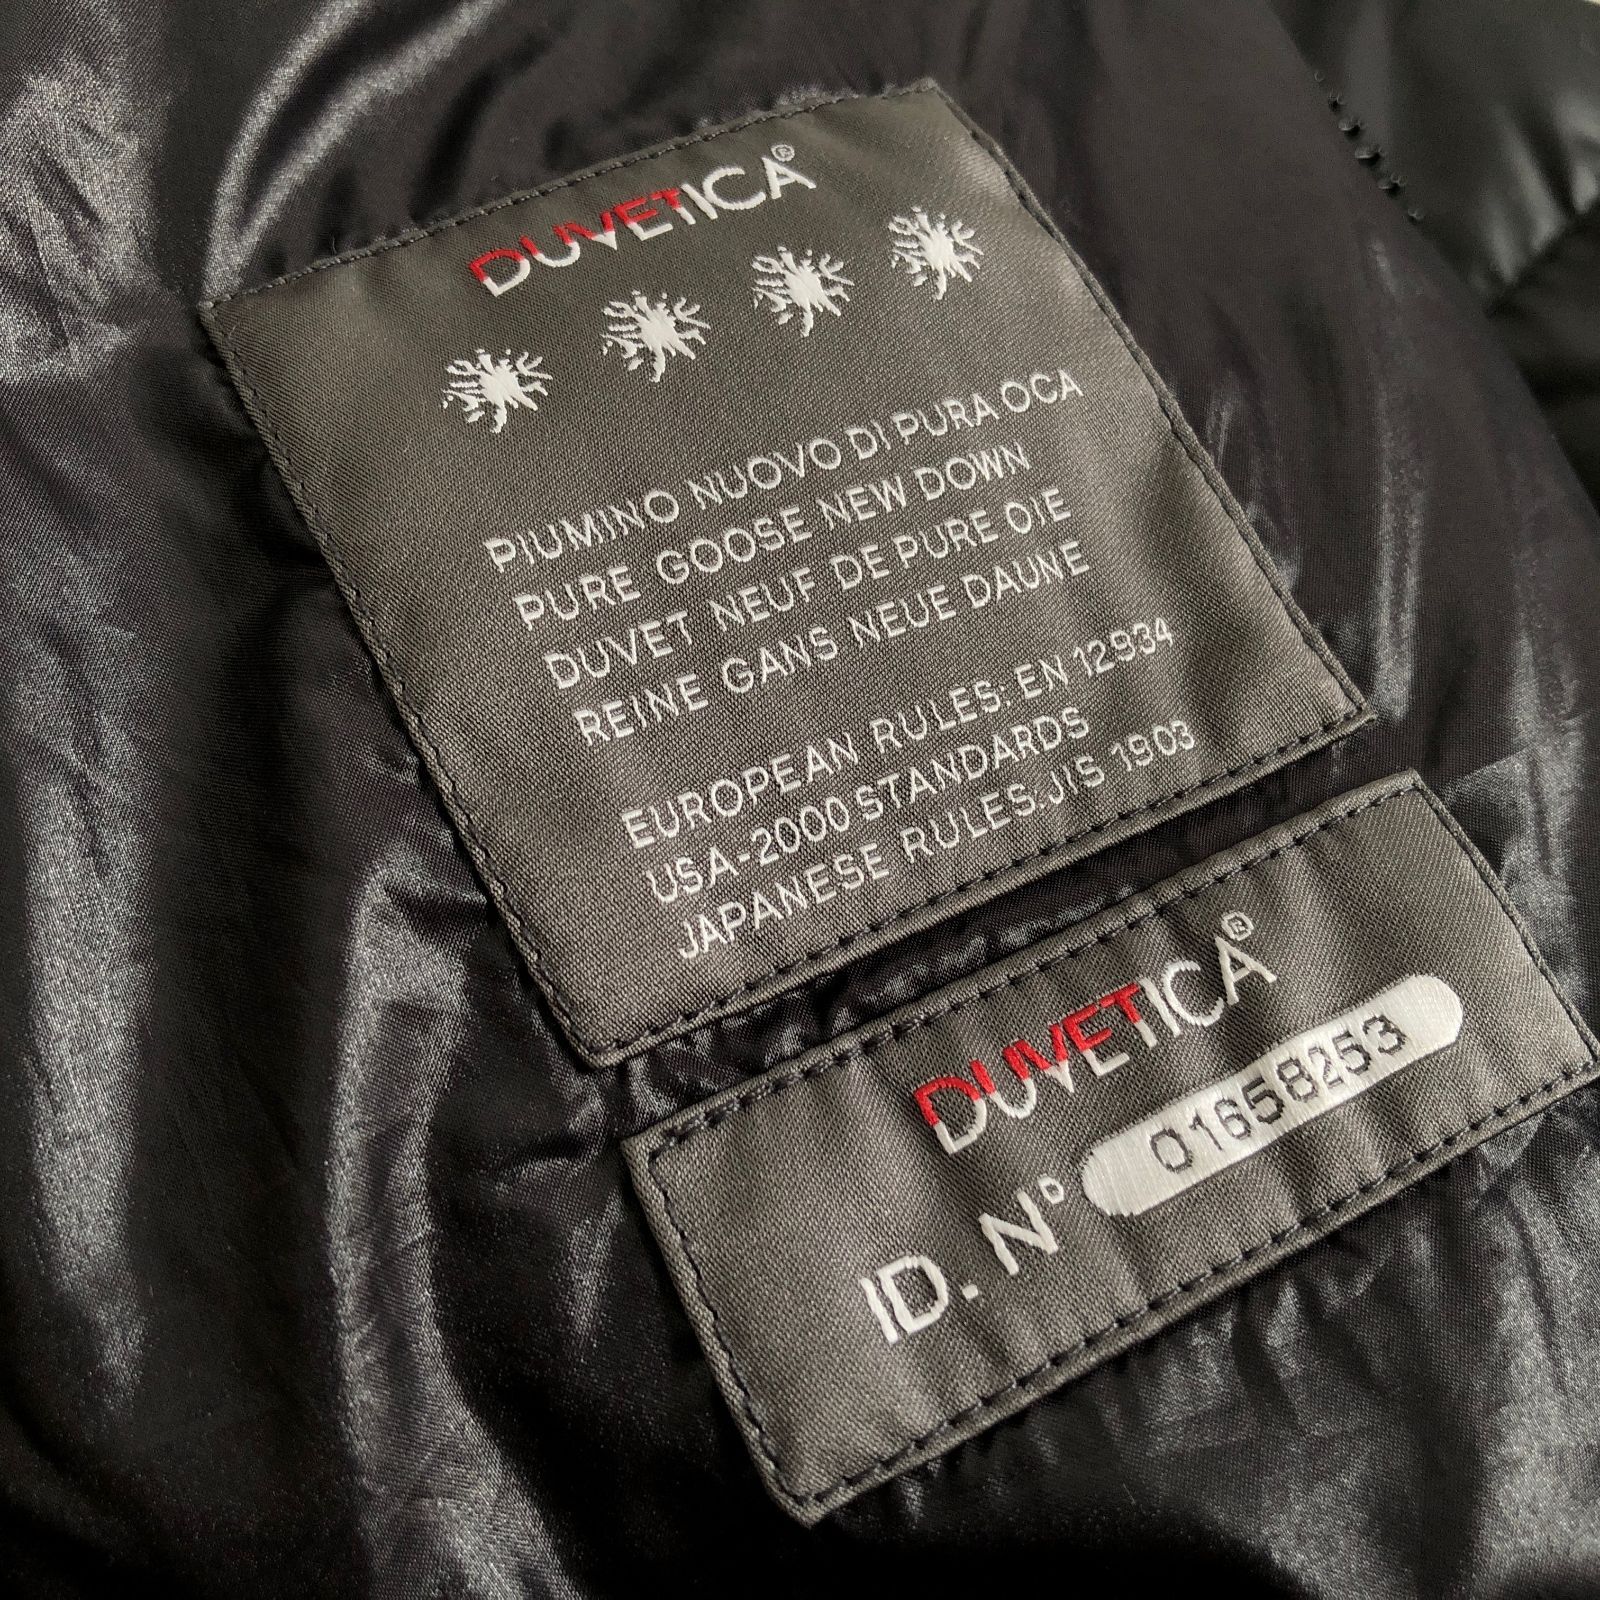 DUVETICA®
PIUMINO NUOVO DI PURA OCA
PURE GOOSE NEW DOWN
DUVET NEUF DE PURE OIE
REINE GANS NEUE DAUNE
EUROPEAN RULES: EN 12934
USA-2000 STANDARDS
JAPANESE RULES: JIS 1903
DUVETICA®
ID. Nº 01658253